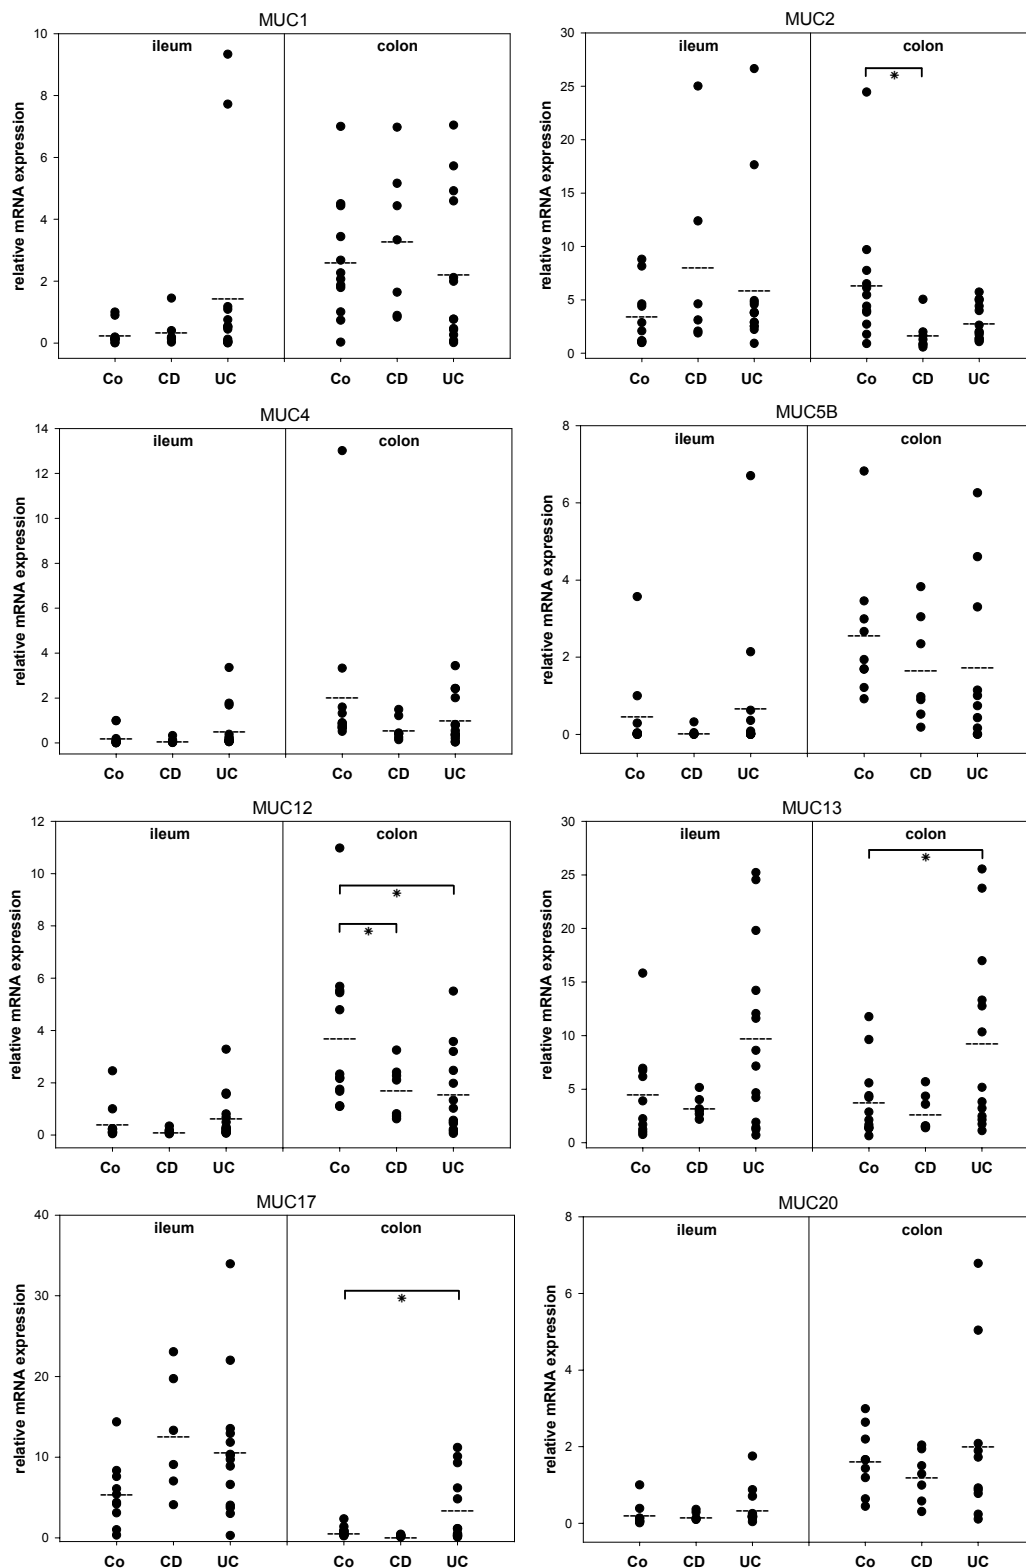 MUC1
ileum
colon
relative mRNA expression
10
8
6
4
2
0
Co CD UC Co CD UC
MUC2
ileum
colon
*
relative mRNA expression
30
25
20
15
10
5
0
Co CD UC Co CD UC
MUC4
ileum
colon
relative mRNA expression
14
12
10
8
6
4
2
0
Co CD UC Co CD UC
MUC5B
ileum
colon
relative mRNA expression
8
6
4
2
0
Co CD UC Co CD UC
MUC12
ileum
colon
*
*
relative mRNA expression
12
10
8
6
4
2
0
Co CD UC Co CD UC
MUC13
ileum
colon
*
relative mRNA expression
30
25
20
15
10
5
0
Co CD UC Co CD UC
MUC17
ileum
colon
*
relative mRNA expression
40
30
20
10
0
Co CD UC Co CD UC
MUC20
ileum
colon
relative mRNA expression
8
6
4
2
0
Co CD UC Co CD UC